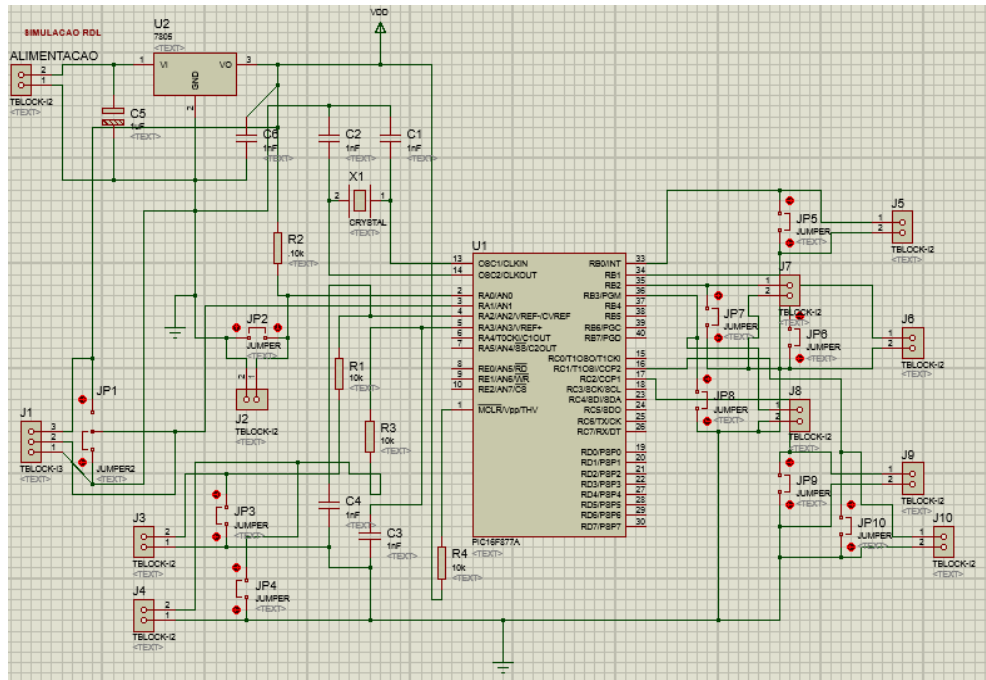 SIMULACAO RDL
ALIMENTACAO
2
1
TBLOCK-I2
<TEXT>
U2
7805
<TEXT>
1
VI
VO
3
GND
2
VDD
C5
1uF
<TEXT>
C6
1nF
<TEXT>
C2
1nF
<TEXT>
C1
1nF
<TEXT>
X1
2
1
CRYSTAL
<TEXT>
R2
.10k
<TEXT>
JP2
JUMPER
<TEXT>
2
1
J2
TBLOCK-I2
<TEXT>
R1
10k
<TEXT>
R3
10k
<TEXT>
JP1
JUMPER2
<TEXT>
J1
3
2
1
TBLOCK-I3
<TEXT>
JP3
JUMPER
<TEXT>
J3
2
1
TBLOCK-I2
<TEXT>
JP4
JUMPER
<TEXT>
J4
2
1
TBLOCK-I2
<TEXT>
C4
1nF
<TEXT>
C3
1nF
<TEXT>
R4
10k
<TEXT>
U1
13 OSC1/CLKIN
14 OSC2/CLKOUT
2 RA0/AN0
3 RA1/AN1
4 RA2/AN2/VREF-/CVREF
5 RA3/AN3/VREF+
6 RA4/T0CKI/C1OUT
7 RA5/AN4/SS/C2OUT
8 RE0/AN5/RD
9 RE1/AN6/WR
10 RE2/AN7/CS
1 MCLR/Vpp/THV
RB0/INT 33
RB1 34
RB2 35
RB3/PGM 36
RB4 37
RB5 38
RB6/PGC 39
RB7/PGD 40
RC0/T1OSO/T1CKI 15
RC1/T1OSI/CCP2 16
RC2/CCP1 17
RC3/SCK/SCL 18
RC4/SDI/SDA 23
RC5/SDO 24
RC6/TX/CK 25
RC7/RX/DT 26
RD0/PSP0 19
RD1/PSP1 20
RD2/PSP2 21
RD3/PSP3 22
RD4/PSP4 27
RD5/PSP5 28
RD6/PSP6 29
RD7/PSP7 30
PIC16F877A
<TEXT>
JP5
JUMPER
<TEXT>
J5
1
2
TBLOCK-I2
<TEXT>
J7
1
2
TBLOCK-I2
JP7
JUMPER
<TEXT>
JP6
JUMPER
<TEXT>
J6
1
2
TBLOCK-I2
<TEXT>
JP8
JUMPER
<TEXT>
J8
1
2
TBLOCK-I2
<TEXT>
JP9
JUMPER
<TEXT>
J9
1
2
TBLOCK-I2
<TEXT>
JP10
JUMPER
<TEXT>
J10
1
2
TBLOCK-I2
<TEXT>